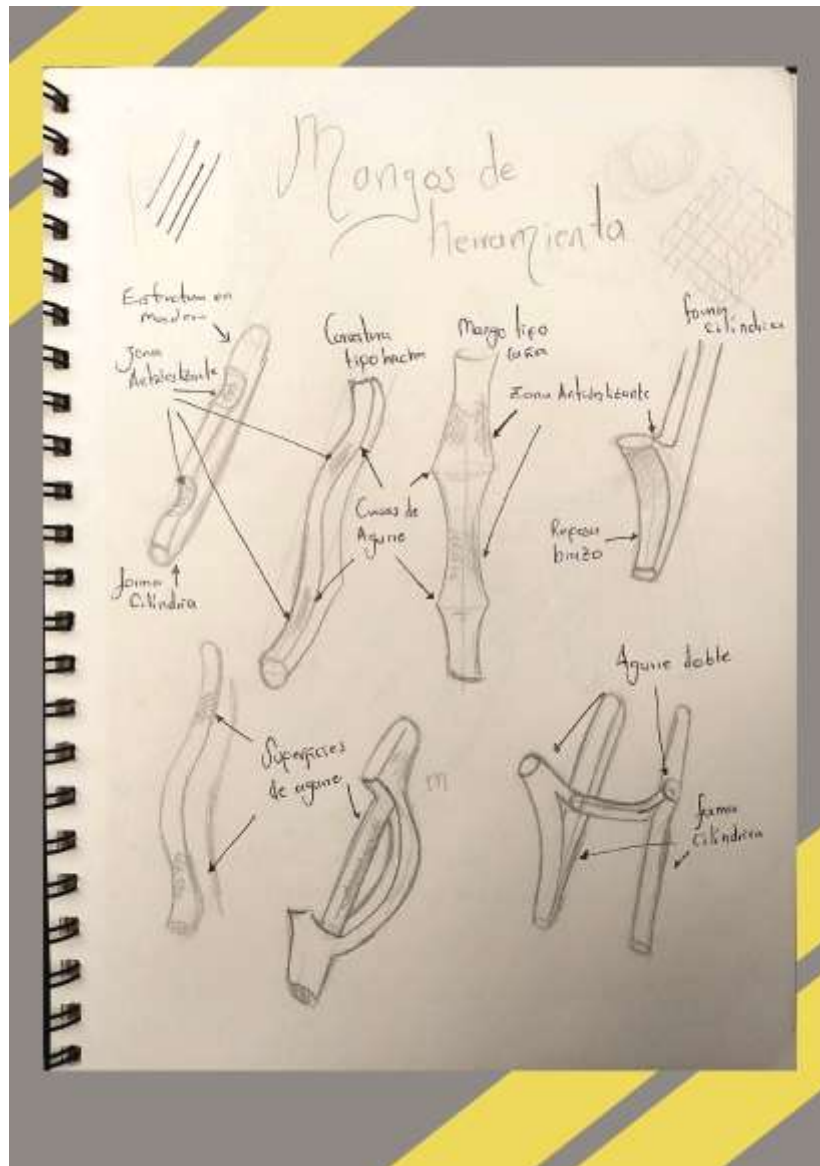 Mangos de
herramienta
Estructura en
madera
Zona
Antideslizante
Curvatura
tipo hacha
Mango tipo
caña
forma
Cilíndrica
Zona Antideslizante
Curvas de
Agarre
Reposa
brazo
forma
Cilíndrica
Agarre doble
Superficies
de agarre
m
forma
Cilíndrica